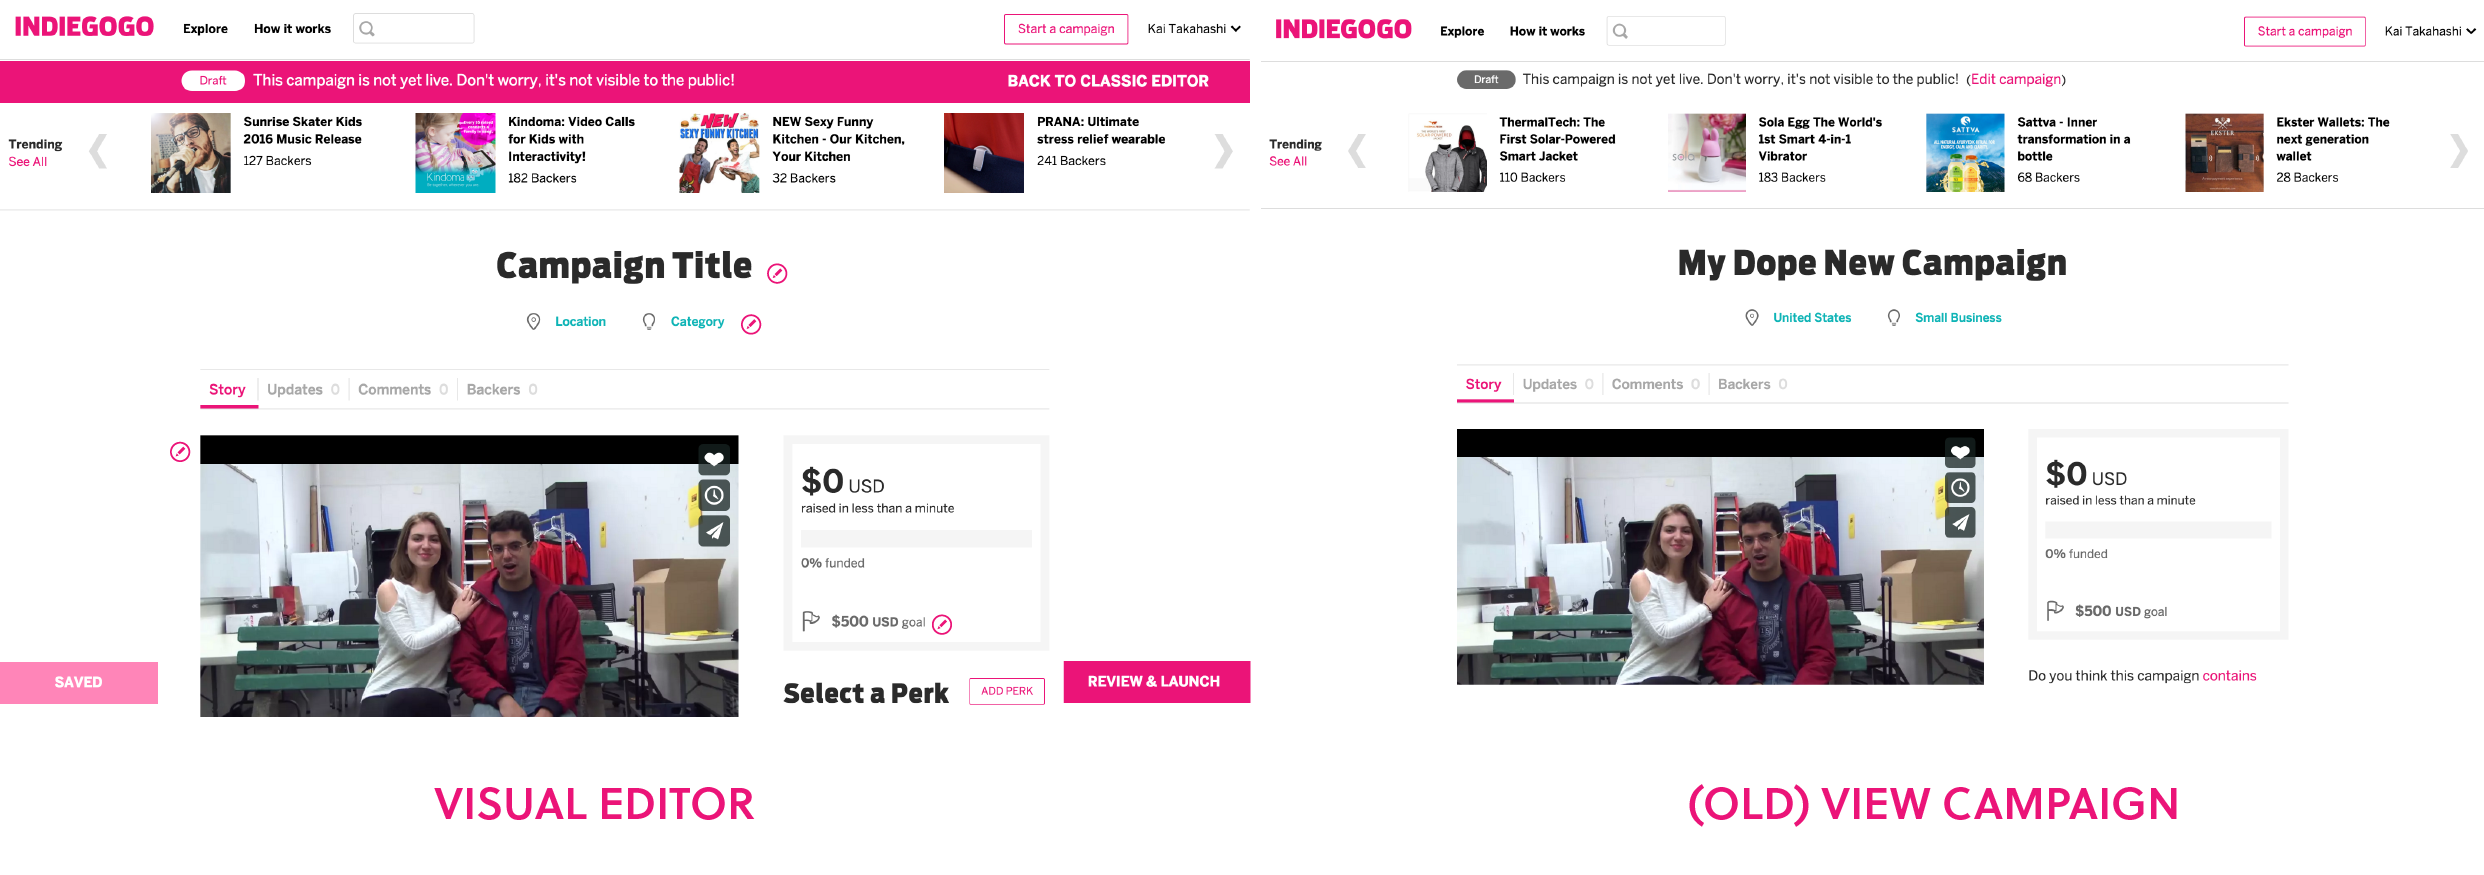 INDIEGOGO Explore How it works Start a campaign Kai Takahashi
Draft This campaign is not yet live. Don't worry, it's not visible to the public! BACK TO CLASSIC EDITOR
Trending
See All
Sunrise Skater Kids
2016 Music Release
127 Backers
Kindoma
Kindoma: Video Calls
for Kids with
Interactivity!
182 Backers
NEW
SEXY FUNNY KITCHEN
NEW Sexy Funny
Kitchen - Our Kitchen,
Your Kitchen
32 Backers
PRANA: Ultimate
stress relief wearable
241 Backers
Campaign Title
Location Category
Story Updates 0 Comments 0 Backers 0
$0 USD
raised in less than a minute
0% funded
$500 USD goal
SAVED
Select a Perk ADD PERK
REVIEW & LAUNCH
VISUAL EDITOR
INDIEGOGO Explore How it works Start a campaign Kai Takahashi
Draft This campaign is not yet live. Don't worry, it's not visible to the public! (Edit campaign)
Trending
See All
ThermalTech: The
First Solar-Powered
Smart Jacket
110 Backers
sola
Sola Egg The World's
1st Smart 4-in-1
Vibrator
183 Backers
SATTVA
Sattva - Inner
transformation in a
bottle
68 Backers
EKSTER
Ekster Wallets: The
next generation
wallet
28 Backers
My Dope New Campaign
United States Small Business
Story Updates 0 Comments 0 Backers 0
$0 USD
raised in less than a minute
0% funded
$500 USD goal
Do you think this campaign contains
(OLD) VIEW CAMPAIGN